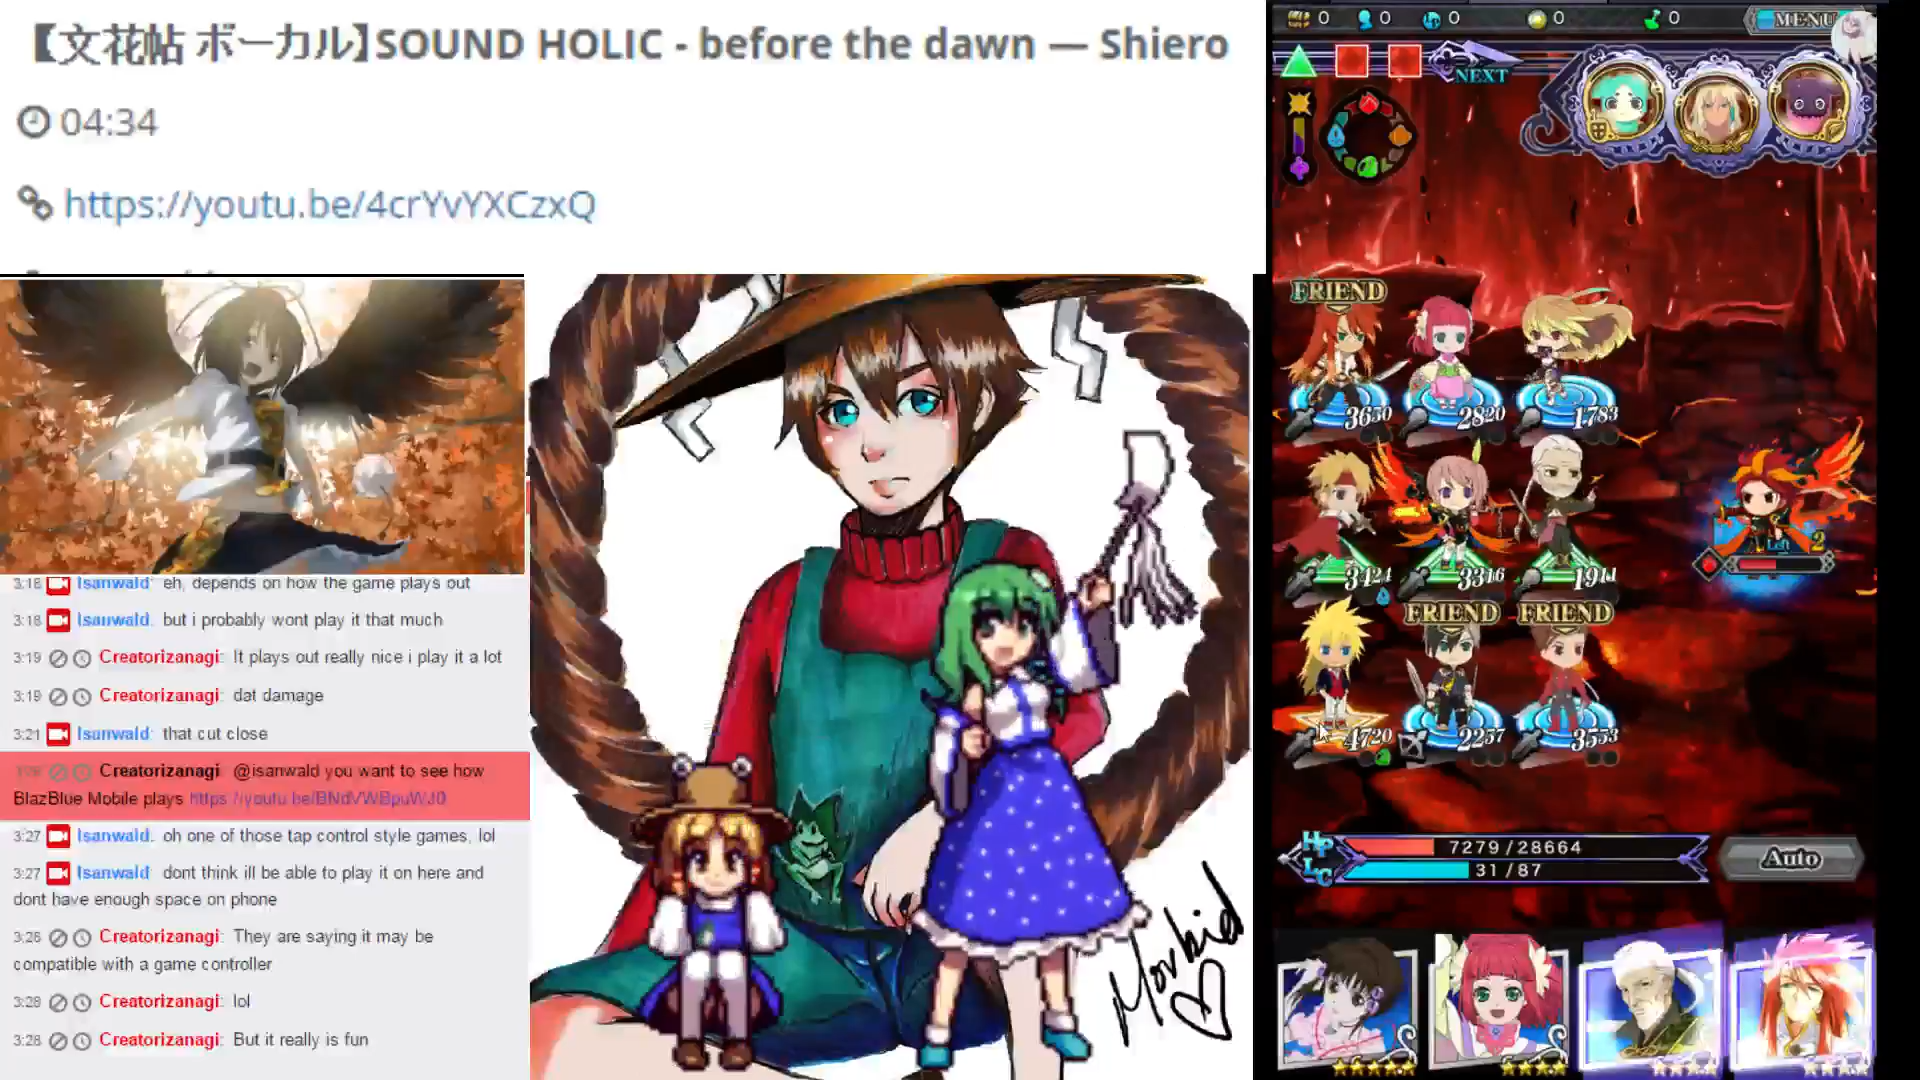 【文花帖 ボーカル】SOUND HOLIC - before the dawn — Shiero
04:34
https://youtu.be/4crYvYXCzxQ
3:18 Isanwald: eh, depends on how the game plays out
3:18 Isanwald: but i probably wont play it that much
3:19 Creatorizanagi: It plays out really nice i play it a lot
3:19 Creatorizanagi: dat damage
3:21 Isanwald: that cut close
Creatorizanagi @isanwald you want to see how
BlazBlue Mobile plays
3:27 Isanwald: oh one of those tap control style games, lol
3:27 Isanwald: dont think ill be able to play it on here and
dont have enough space on phone
3:28 Creatorizanagi: They are saying it may be
compatible with a game controller
3:28 Creatorizanagi: lol
3:28 Creatorizanagi: But it really is fun
Morbid
0 0 0 0 0 MENU
NEXT
FRIEND
3650 2820 1783
3424 3316 1911
Left 2
FRIEND FRIEND
4720 2257 3553
HP 7279/28664
LC 31/87
Auto